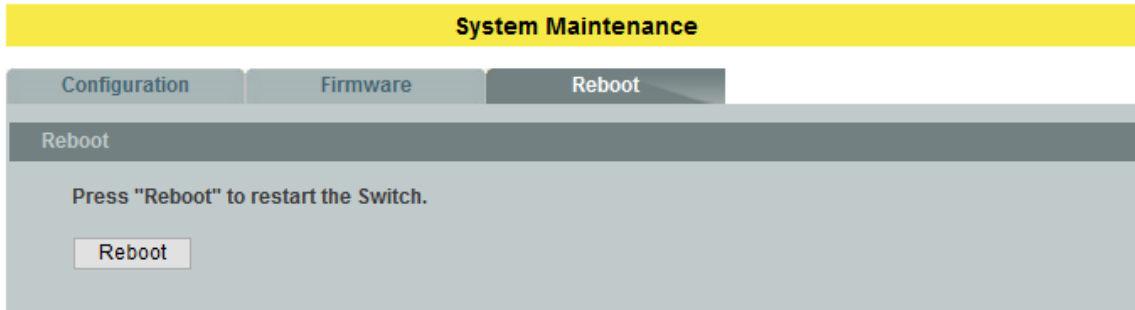 System Maintenance
Configuration Firmware Reboot
Reboot
Press "Reboot" to restart the Switch.
Reboot